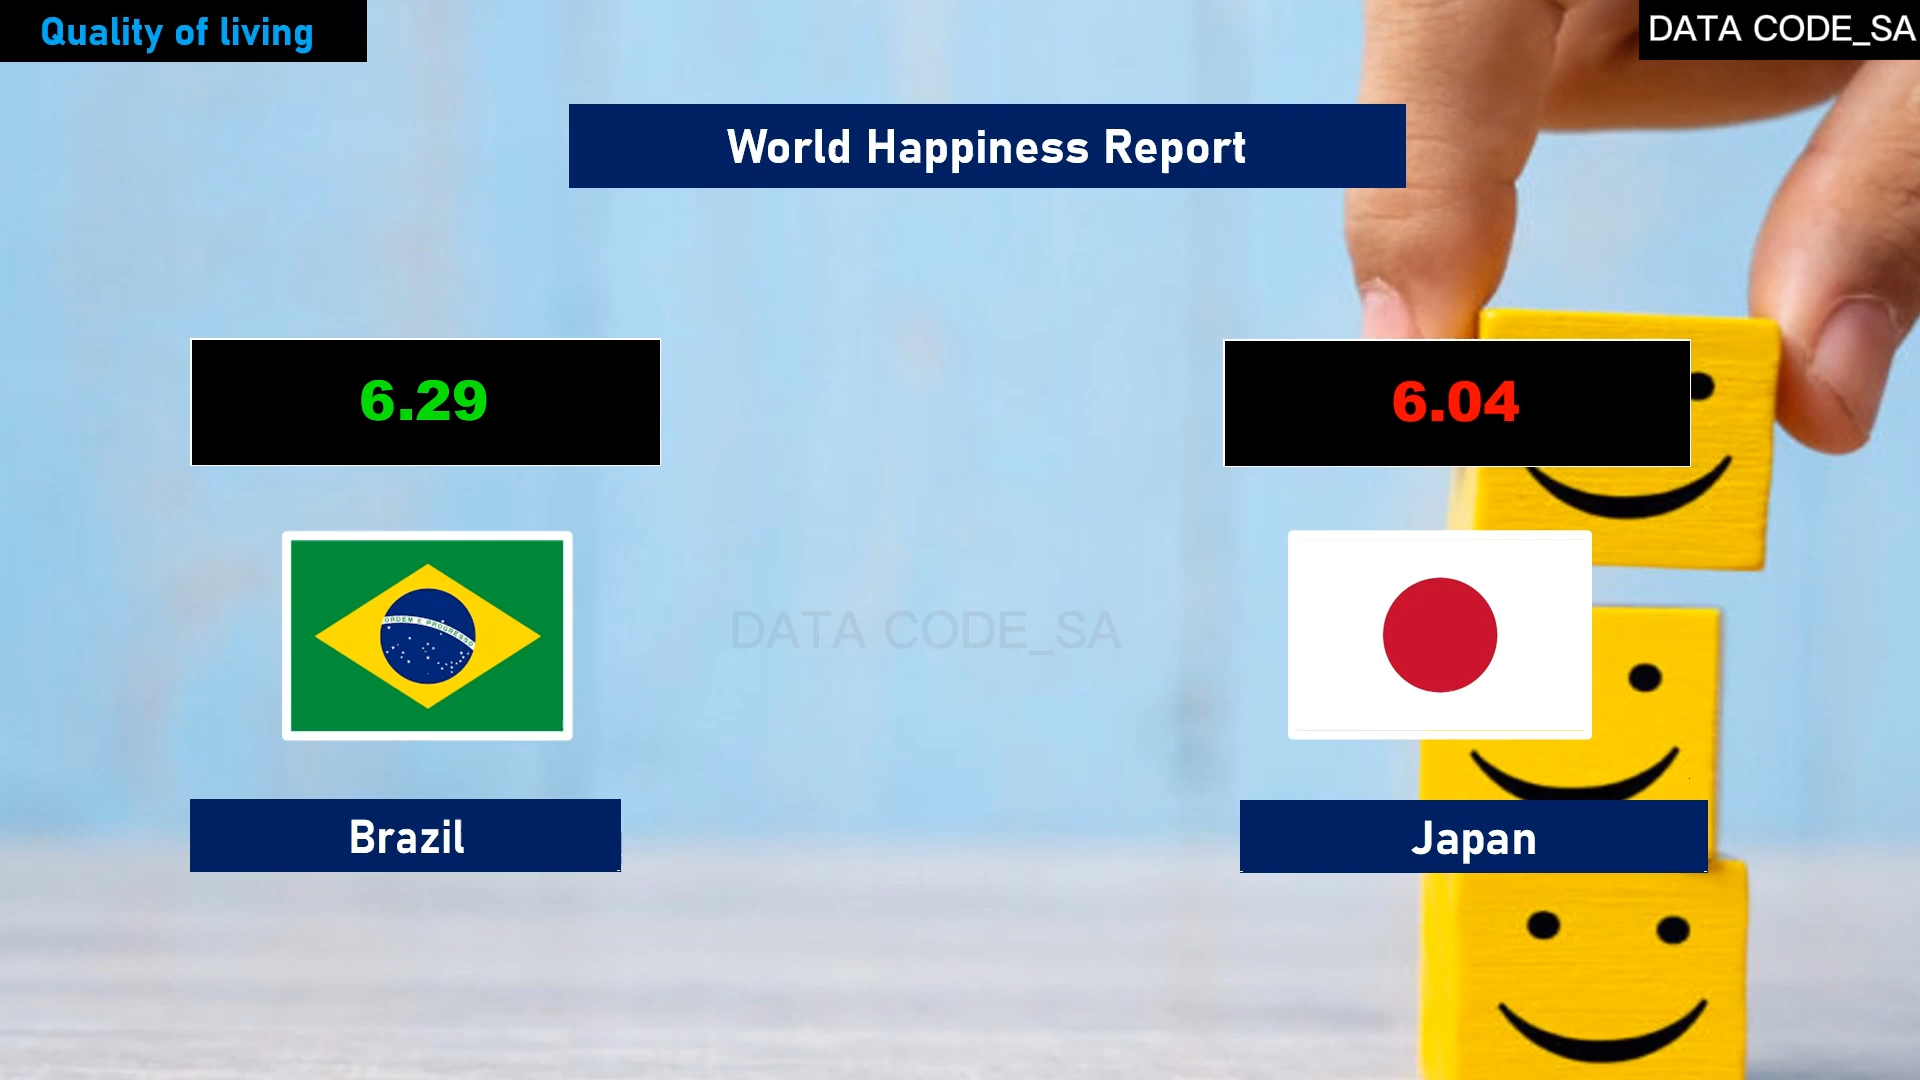 Quality of living
DATA CODE_SA
World Happiness Report
6.29
6.04
ORDEM E PROGRESSO
DATA CODE_SA
Brazil
Japan